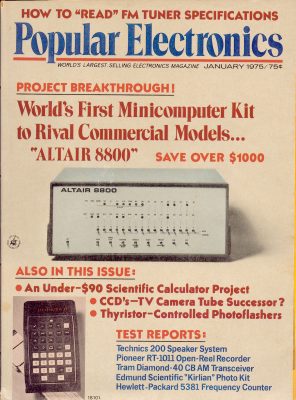 HOW TO "READ" FM TUNER SPECIFICATIONS
Popular Electronics
WORLD'S LARGEST-SELLING ELECTRONICS MAGAZINE JANUARY 1975/75¢
PROJECT BREAKTHROUGH!
World's First Minicomputer Kit
to Rival Commercial Models...
"ALTAIR 8800" SAVE OVER $1000
ALTAIR 8800
ALSO IN THIS ISSUE:
• An Under-$90 Scientific Calculator Project
• CCD's—TV Camera Tube Successor?
• Thyristor-Controlled Photoflashers
TEST REPORTS:
Technics 200 Speaker System
Pioneer RT-1011 Open-Reel Recorder
Tram Diamond-40 CB AM Transceiver
Edmund Scientific "Kirlian" Photo Kit
Hewlett-Packard 5381 Frequency Counter
18101